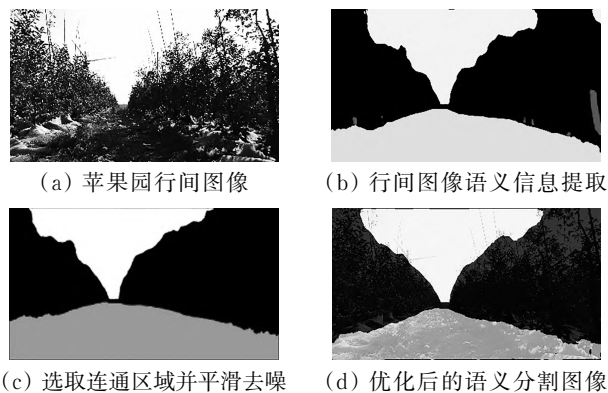 (a) 苹果园行间图像
(b) 行间图像语义信息提取
(c) 选取连通区域并平滑去噪
(d) 优化后的语义分割图像